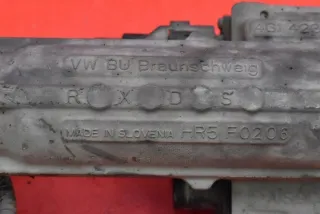 VW BU Braunschweig
R X D S
MADE IN SLOVENIA HR5 F0206